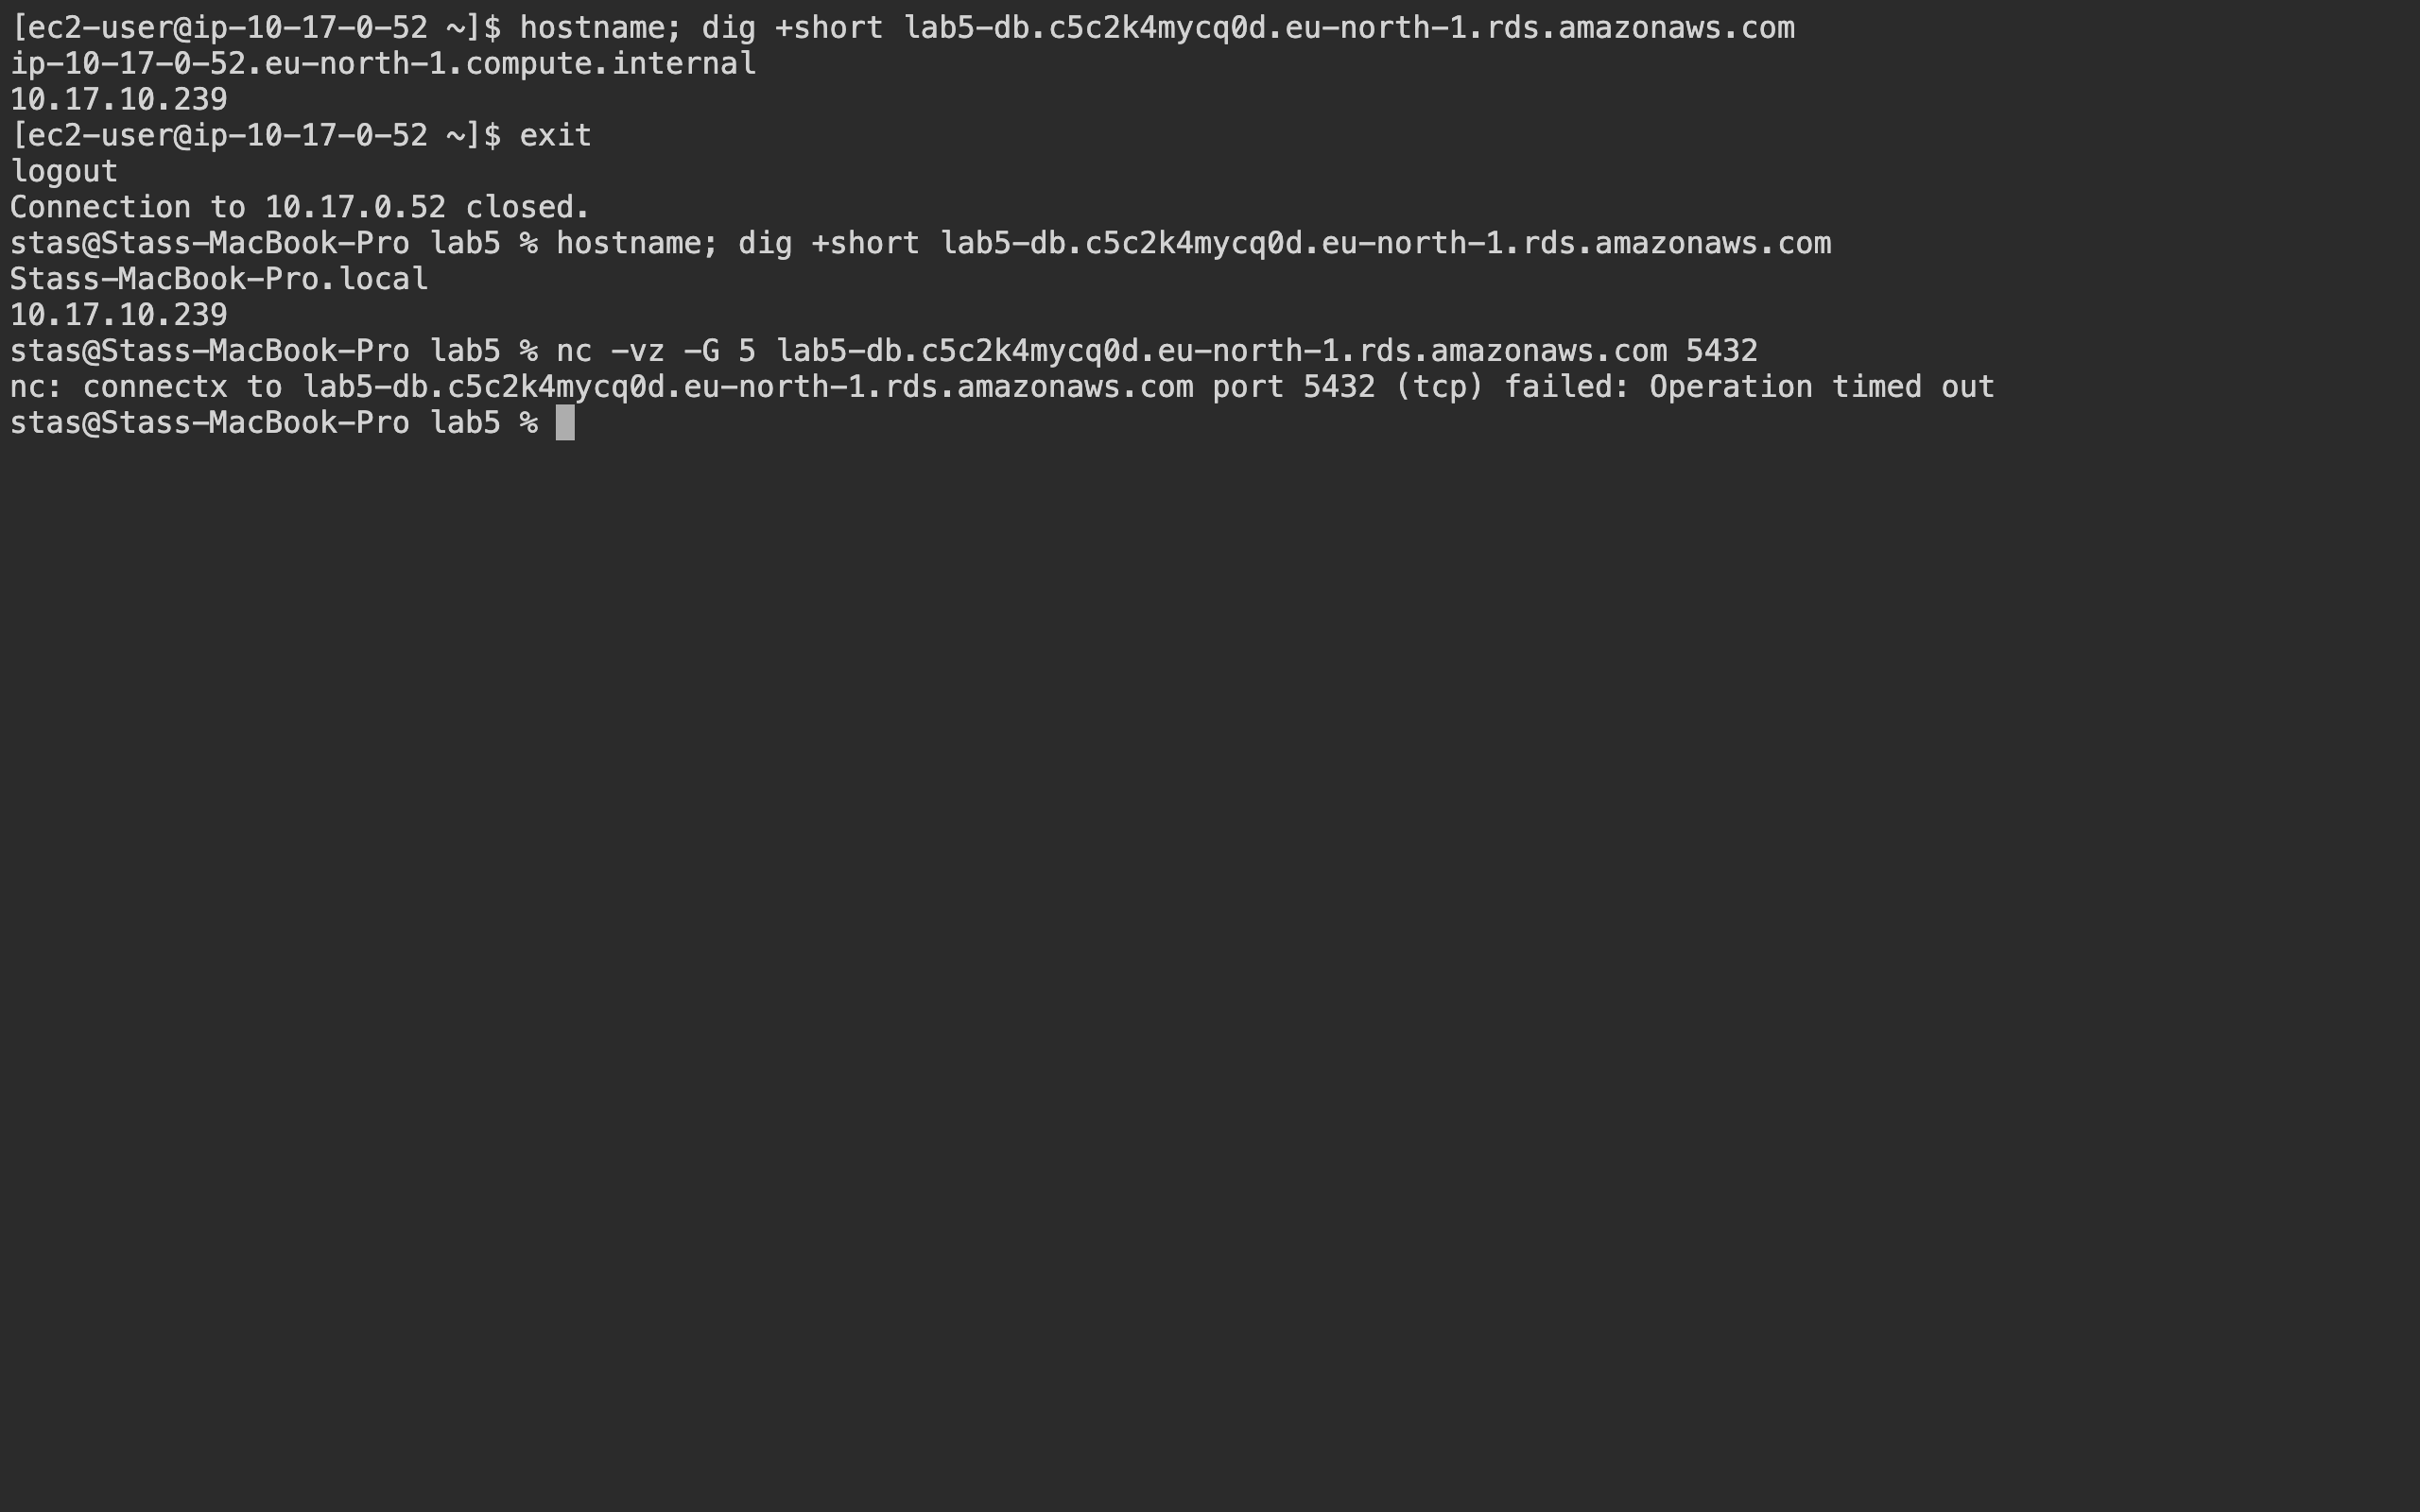 [ec2-user@ip-10-17-0-52 ~]$ hostname; dig +short lab5-db.c5c2k4mycq0d.eu-north-1.rds.amazonaws.com
ip-10-17-0-52.eu-north-1.compute.internal
10.17.10.239
[ec2-user@ip-10-17-0-52 ~]$ exit
logout
Connection to 10.17.0.52 closed.
stas@Stass-MacBook-Pro lab5 % hostname; dig +short lab5-db.c5c2k4mycq0d.eu-north-1.rds.amazonaws.com
Stass-MacBook-Pro.local
10.17.10.239
stas@Stass-MacBook-Pro lab5 % nc -vz -G 5 lab5-db.c5c2k4mycq0d.eu-north-1.rds.amazonaws.com 5432
nc: connectx to lab5-db.c5c2k4mycq0d.eu-north-1.rds.amazonaws.com port 5432 (tcp) failed: Operation timed out
stas@Stass-MacBook-Pro lab5 %